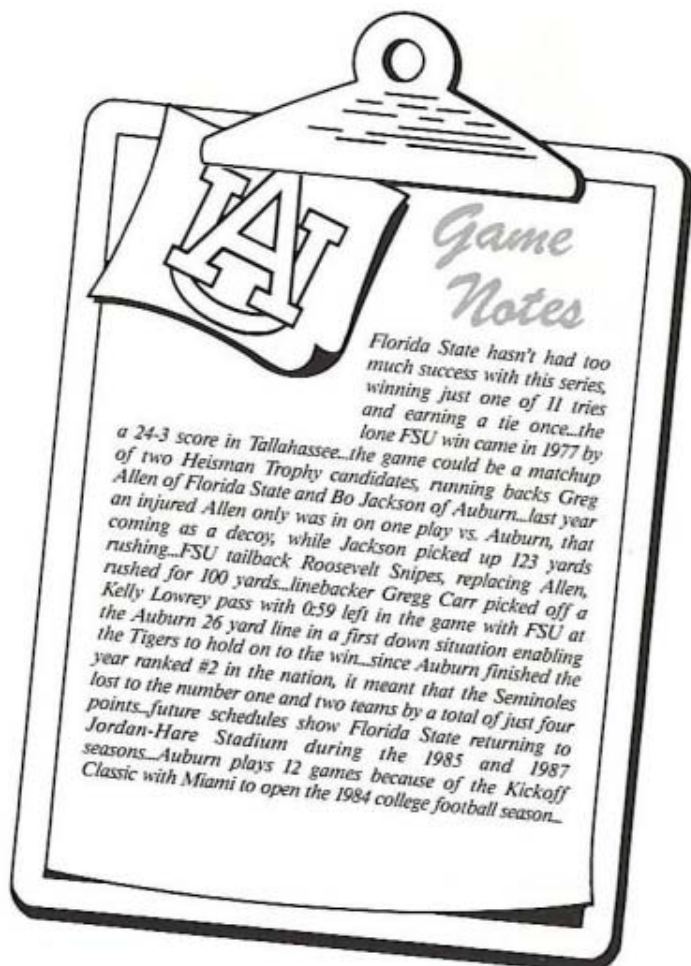 Game
Notes
Florida State hasn't had too
much success with this series,
winning just one of 11 tries
and earning a tie once...the
lone FSU win came in 1977 by
a 24-3 score in Tallahassee...the game could be a matchup
of two Heisman Trophy candidates, running backs Greg
Allen of Florida State and Bo Jackson of Auburn...last year
an injured Allen only was in on one play vs. Auburn, that
coming as a decoy, while Jackson picked up 123 yards
rushing...FSU tailback Roosevelt Snipes, replacing Allen,
rushed for 100 yards...linebacker Gregg Carr picked off a
Kelly Lowrey pass with 0:59 left in the game with FSU at
the Auburn 26 yard line in a first down situation enabling
the Tigers to hold on to the win...since Auburn finished the
year ranked #2 in the nation, it meant that the Seminoles
lost to the number one and two teams by a total of just four
points...future schedules show Florida State returning to
Jordan-Hare Stadium during the 1985 and 1987
seasons...Auburn plays 12 games because of the Kickoff
Classic with Miami to open the 1984 college football season...
AU